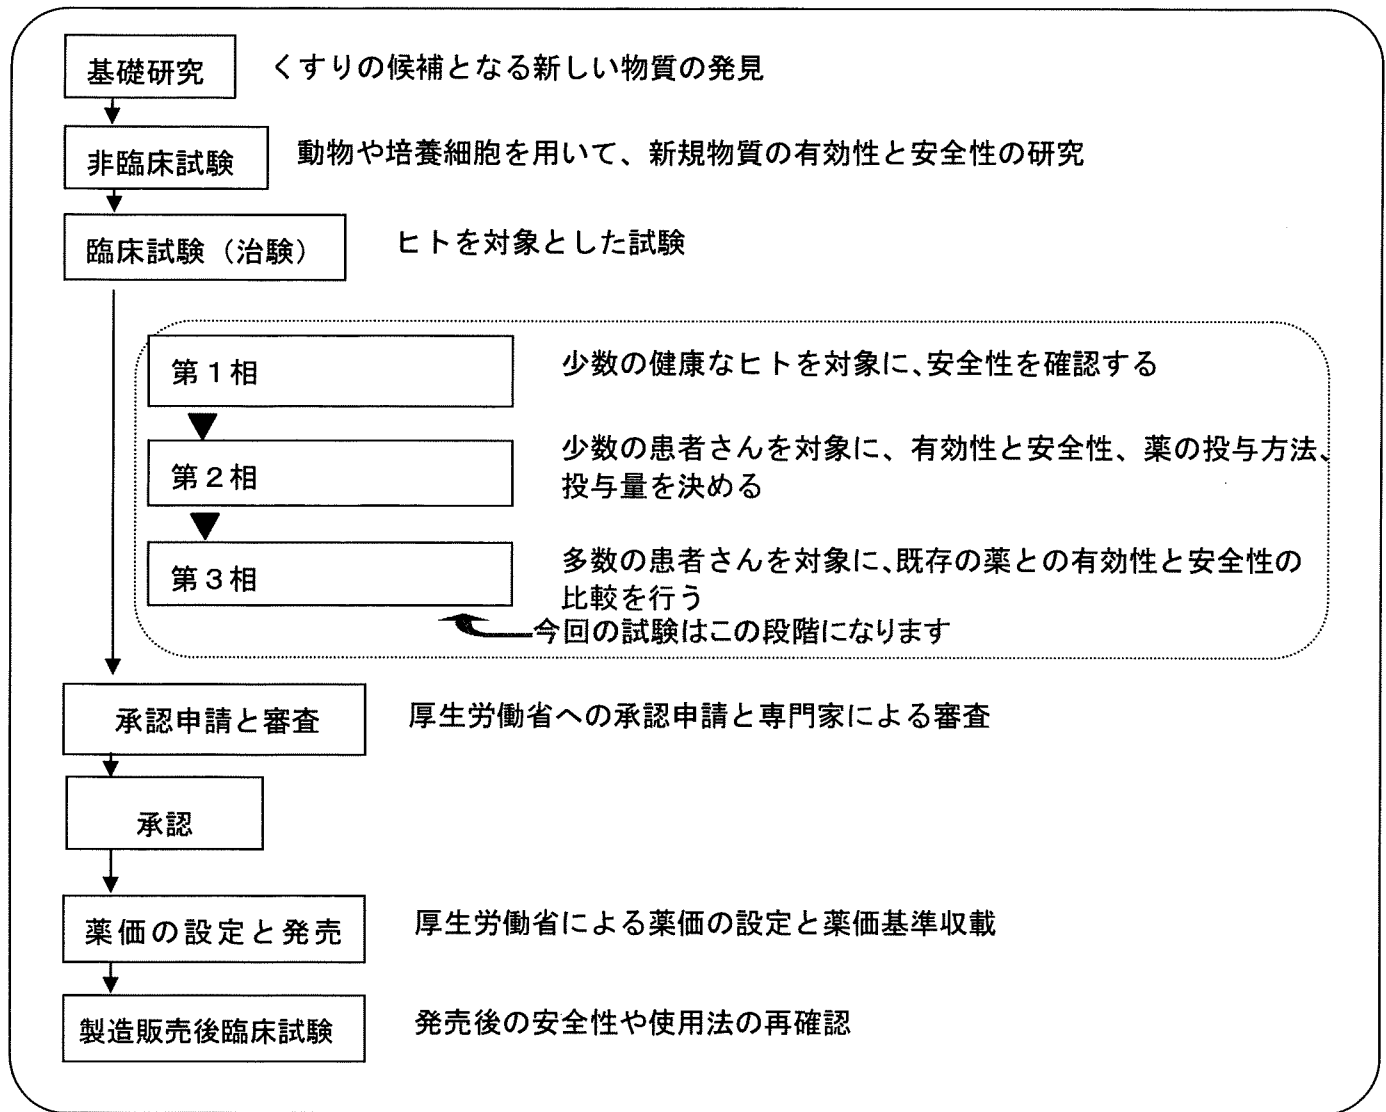 基礎研究
くすりの候補となる新しい物質の発見
非臨床試験
動物や培養細胞を用いて、新規物質の有効性と安全性の研究
臨床試験（治験）
ヒトを対象とした試験
第１相
少数の健康なヒトを対象に、安全性を確認する
第２相
少数の患者さんを対象に、有効性と安全性、薬の投与方法、
投与量を決める
第３相
多数の患者さんを対象に、既存の薬との有効性と安全性の
比較を行う
今回の試験はこの段階になります
承認申請と審査
厚生労働省への承認申請と専門家による審査
承認
薬価の設定と発売
厚生労働省による薬価の設定と薬価基準収載
製造販売後臨床試験
発売後の安全性や使用法の再確認